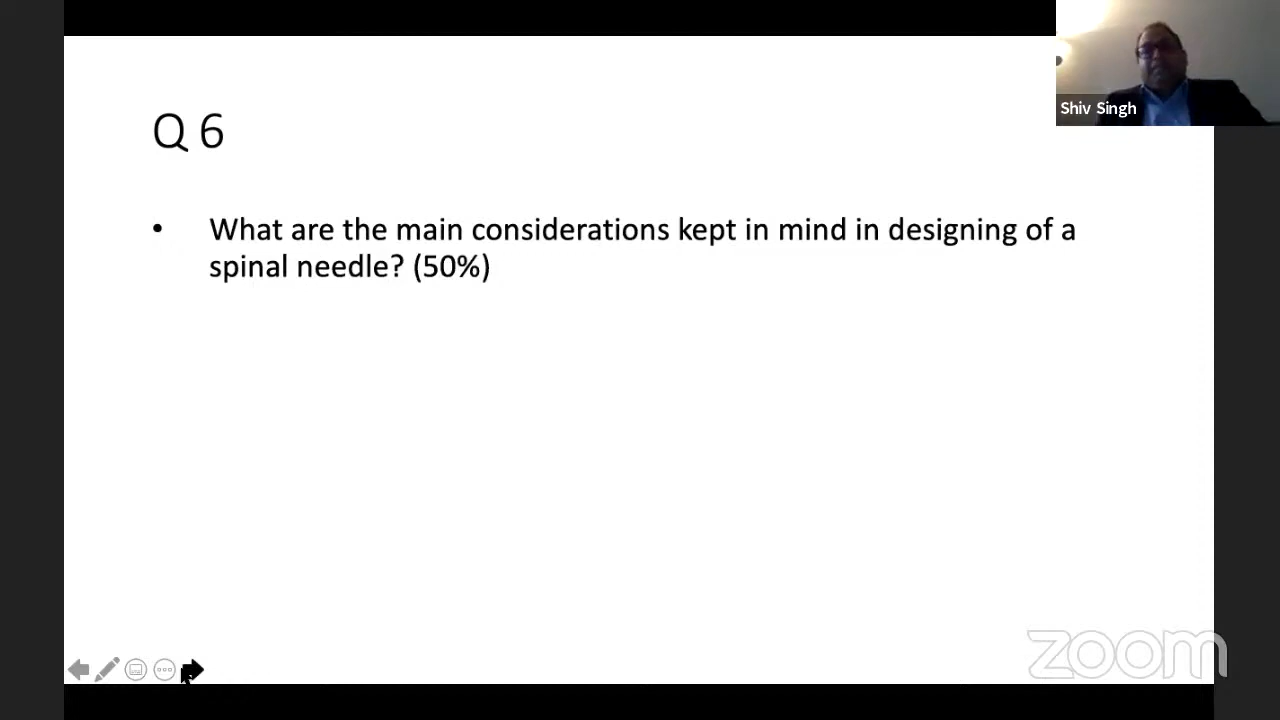 Shiv Singh
Q 6
• What are the main considerations kept in mind in designing of a
spinal needle? (50%)
zoom